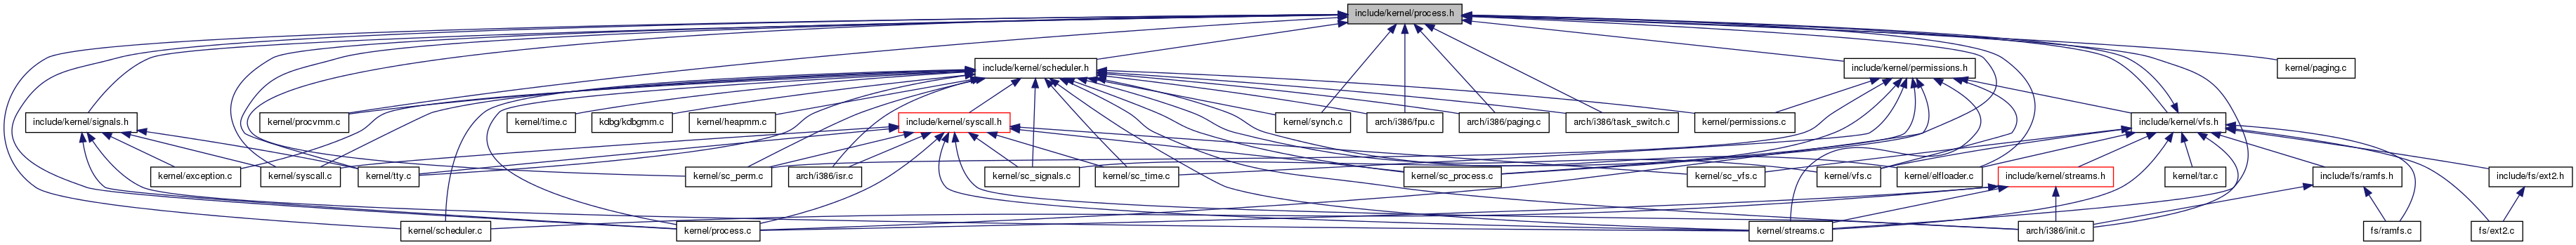 include/kernel/process.h
include/kernel/scheduler.h
include/kernel/permissions.h
kernel/paging.c
include/kernel/signals.h
kernel/procvmm.c
kernel/time.c
kdbg/kdbgmm.c
kernel/heapmm.c
include/kernel/syscall.h
kernel/synch.c
arch/i386/fpu.c
arch/i386/paging.c
arch/i386/task_switch.c
kernel/permissions.c
include/kernel/vfs.h
kernel/exception.c
kernel/syscall.c
kernel/tty.c
kernel/sc_perm.c
arch/i386/isr.c
kernel/sc_signals.c
kernel/sc_time.c
kernel/sc_process.c
kernel/sc_vfs.c
kernel/vfs.c
kernel/elfloader.c
include/kernel/streams.h
kernel/tar.c
include/fs/ramfs.h
include/fs/ext2.h
kernel/scheduler.c
kernel/process.c
kernel/streams.c
arch/i386/init.c
fs/ramfs.c
fs/ext2.c